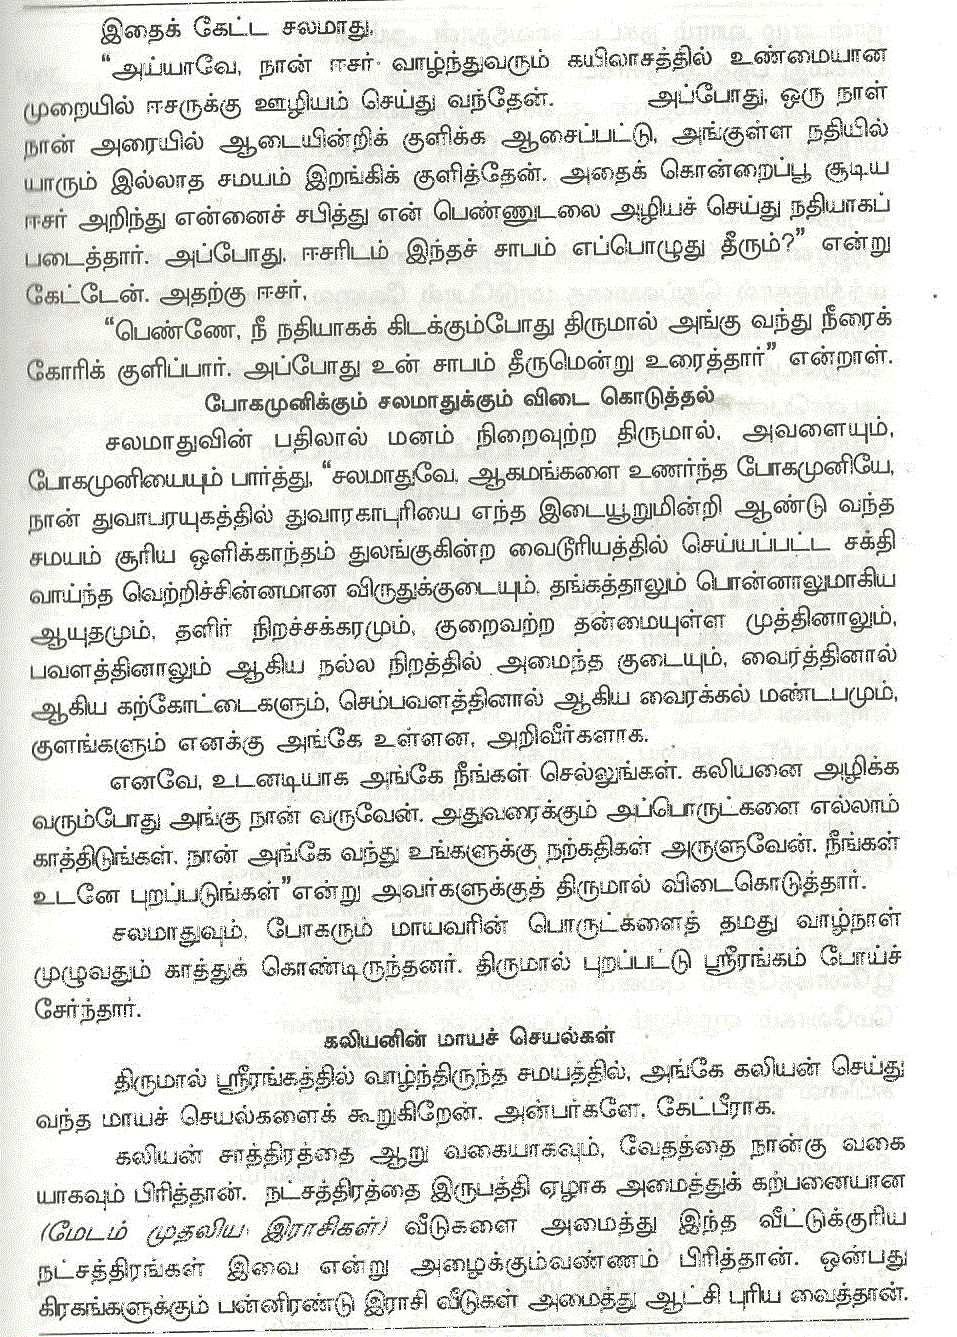 இதைக் கேட்ட சலமாது,
“அய்யாவே, நான் ஈசர் வாழ்ந்துவரும் கயிலாசத்தில் உண்மையான
முறையில் ஈசருக்கு ஊழியம் செய்து வந்தேன். அப்போது, ஒரு நாள்
நான் அரையில் ஆடையின்றிக் குளிக்க ஆசைப்பட்டு, அங்குள்ள நதியில்
யாரும் இல்லாத சமயம் இறங்கிக் குளித்தேன். அதைக் கொன்றைப்பூ சூடிய
ஈசர் அறிந்து என்னைச் சபித்து என் பெண்ணுடலை அழியச் செய்து நதியாகப்
படைத்தார். அப்போது, ஈசரிடம் இந்தச் சாபம் எப்பொழுது தீரும்?” என்று
கேட்டேன். அதற்கு ஈசர்,
“பெண்ணே, நீ நதியாகக் கிடக்கும்போது திருமால் அங்கு வந்து நீரைக்
கோரிக் குளிப்பார். அப்போது உன் சாபம் தீருமென்று உரைத்தார்” என்றாள்.
போகமுனிக்கும் சலமாதுக்கும் விடை கொடுத்தல்
சலமாதுவின் பதிலால் மனம் நிறைவுற்ற திருமால், அவளையும்,
போகமுனியையும் பார்த்து, “சலமாதுவே, ஆகமங்களை உணர்ந்த போகமுனியே,
நான் துவாபரயுகத்தில் துவாரகாபுரியை எந்த இடையூறுமின்றி ஆண்டு வந்த
சமயம் சூரிய ஒளிக்காந்தம் துலங்குகின்ற வைடூரியத்தில் செய்யப்பட்ட சக்தி
வாய்ந்த வெற்றிச்சின்னமான விருதுக்குடையும், தங்கத்தாலும் பொன்னாலுமாகிய
ஆயுதமும், தளிர் நிறச்சக்கரமும், குறைவற்ற தன்மையுள்ள முத்தினாலும்,
பவளத்தினாலும் ஆகிய நல்ல நிறத்தில் அமைந்த குடையும், வைரத்தினால்
ஆகிய கற்கோட்டைகளும், செம்பவளத்தினால் ஆகிய வைரக்கல் மண்டபமும்,
குளங்களும் எனக்கு அங்கே உள்ளன, அறிவீர்களாக.
எனவே, உடனடியாக அங்கே நீங்கள் செல்லுங்கள். கலியனை அழிக்க
வரும்போது அங்கு நான் வருவேன். அதுவரைக்கும் அப்பொருட்களை எல்லாம்
காத்திடுங்கள். நான் அங்கே வந்து உங்களுக்கு நற்கதிகள் அருளுவேன். நீங்கள்
உடனே புறப்படுங்கள்”என்று அவர்களுக்குத் திருமால் விடைகொடுத்தார்.
சலமாதுவும், போகரும் மாயவரின் பொருட்களைத் தமது வாழ்நாள்
முழுவதும் காத்துக் கொண்டிருந்தனர். திருமால் புறப்பட்டு ஸ்ரீரங்கம் போய்ச்
சேர்ந்தார்.
கலியனின் மாயச் செயல்கள்
திருமால் ஸ்ரீரங்கத்தில் வாழ்ந்திருந்த சமயத்தில், அங்கே கலியன் செய்து
வந்த மாயச் செயல்களைக் கூறுகிறேன். அன்பர்களே, கேட்பீராக.
கலியன் சாத்திரத்தை ஆறு வகையாகவும், வேதத்தை நான்கு வகை
யாகவும் பிரித்தான். நட்சத்திரத்தை இருபத்தி ஏழாக அமைத்துக் கற்பனையான
(மேடம் முதலிய இராசிகள்) வீடுகளை அமைத்து இந்த வீட்டுக்குரிய
நட்சத்திரங்கள் இவை என்று அழைக்கும்வண்ணம் பிரித்தான். ஒன்பது
கிரகங்களுக்கும் பன்னிரண்டு இராசி வீடுகள் அமைத்து ஆட்சி புரிய வைத்தான்.